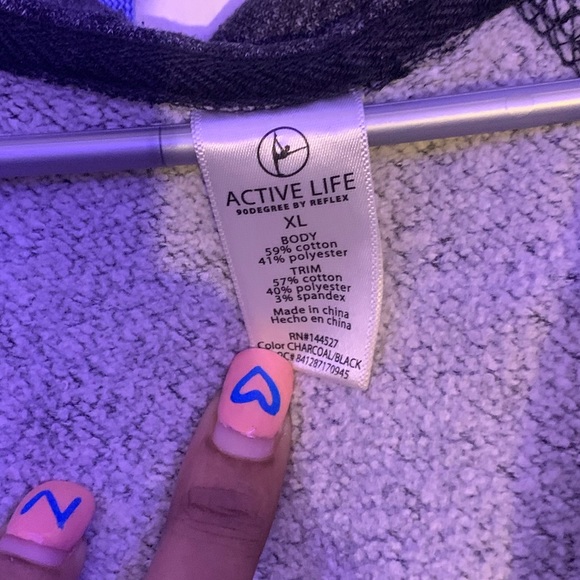 ACTIVE LIFE
90DEGREE BY REFLEX
XL
BODY
59% cotton
41% polyester
TRIM
57% cotton
40% polyester
3% spandex
Made in china
Hecho en china
RN#144527
Color CHARCOAL/BLACK
841287170945
N